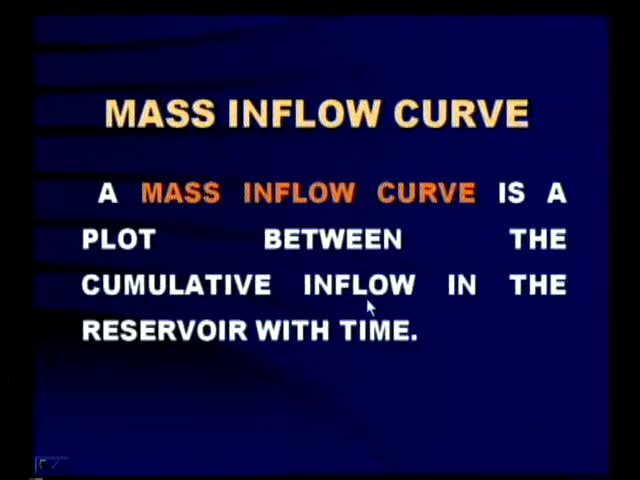 MASS INFLOW CURVE
A MASS INFLOW CURVE IS A
PLOT BETWEEN THE
CUMULATIVE INFLOW IN THE
RESERVOIR WITH TIME.